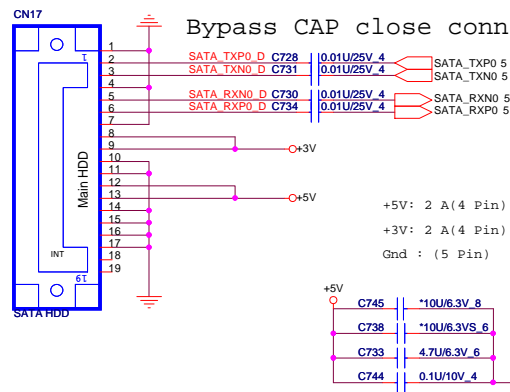 CN17
Bypass CAP close conn
1
1
2
3
4
5
6
7
8
9
10
11
12
13
14
15
16
17
18
19
Main HDD
INT
19
SATA HDD
SATA_TXP0_D C728 0.01U/25V_4 SATA_TXP0 5
SATA_TXN0_D C731 0.01U/25V_4 SATA_TXN0 5
SATA_RXN0_D C730 0.01U/25V_4 SATA_RXN0 5
SATA_RXP0_D C734 0.01U/25V_4 SATA_RXP0 5
+3V
+5V
+5V: 2 A(4 Pin)
+3V: 2 A(4 Pin)
Gnd : (5 Pin)
+5V
C745 *10U/6.3V_8
C738 *10U/6.3VS_6
C733 4.7U/6.3V_6
C744 0.1U/10V_4